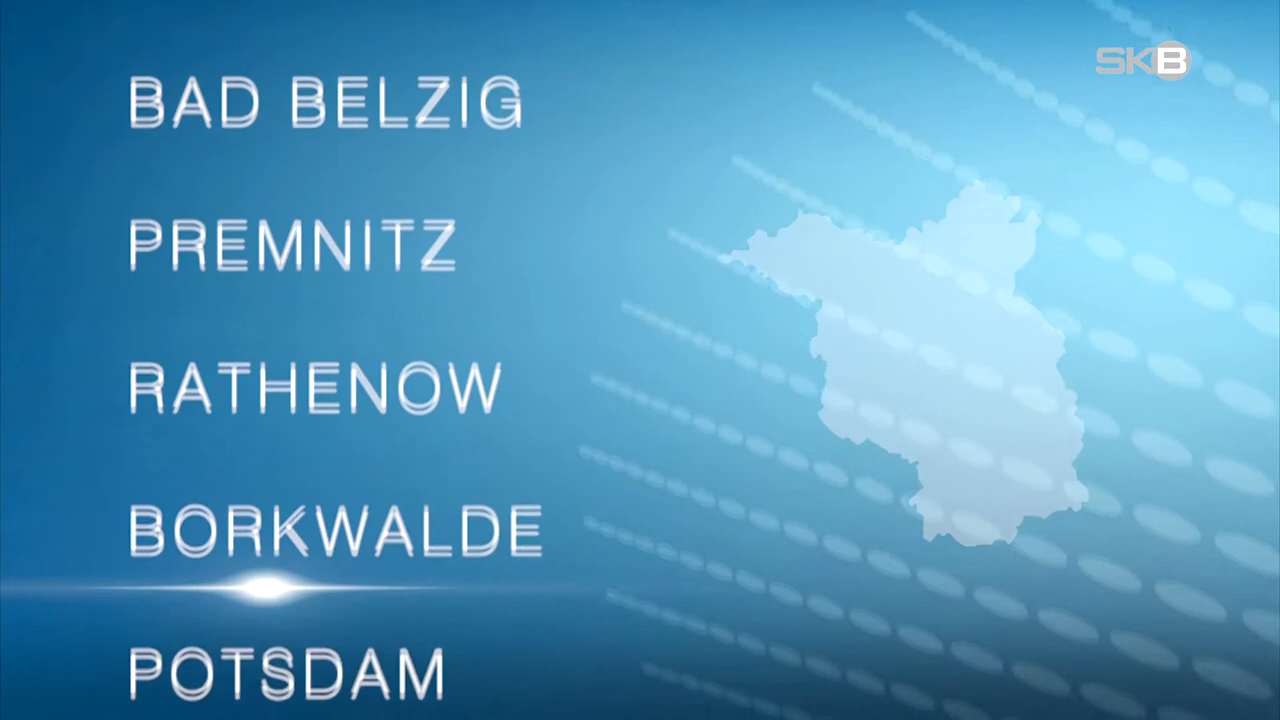 SKB
BAD BELZIG
PREMNITZ
RATHENOW
BORKWALDE
POTSDAM